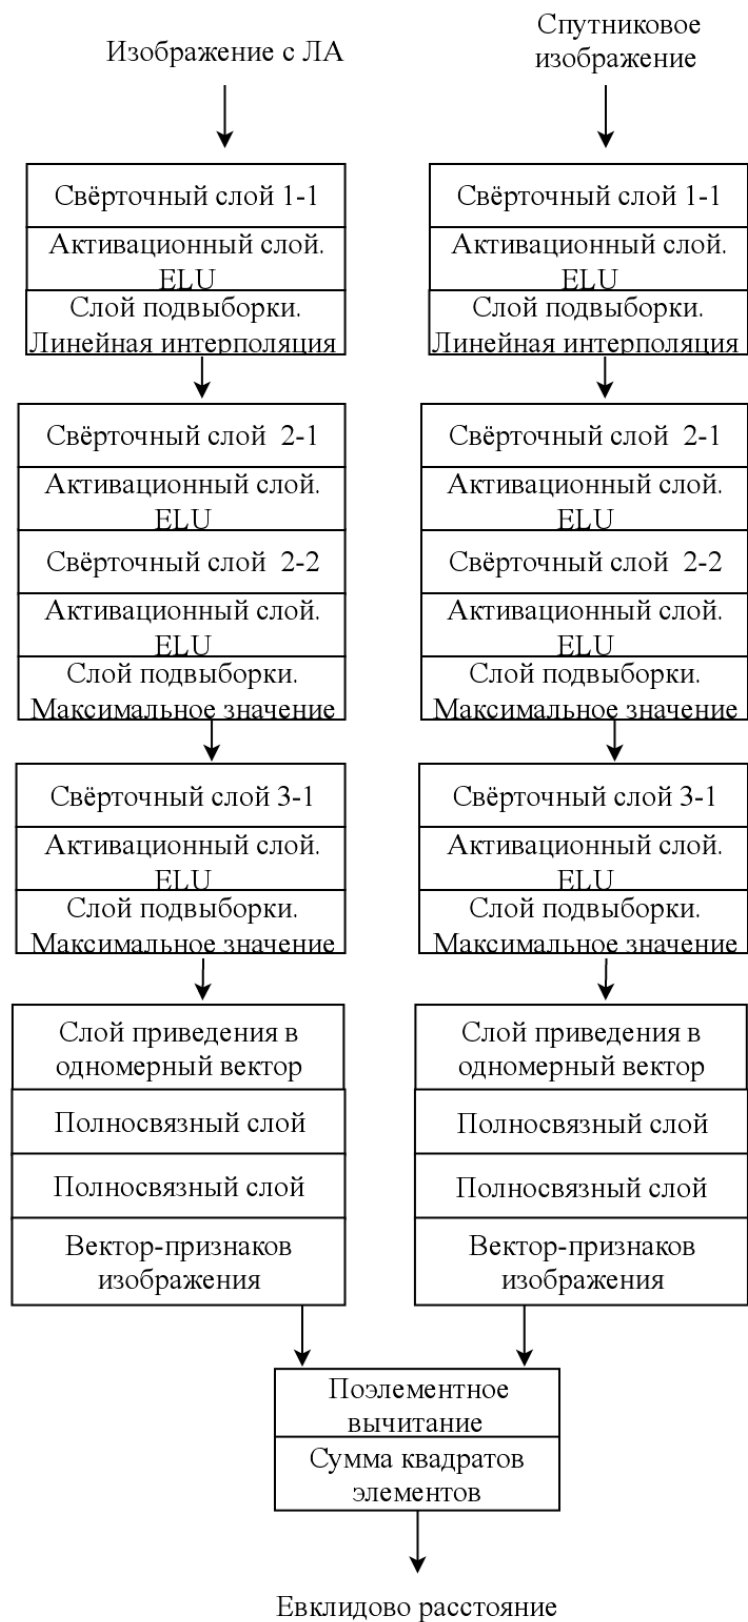 Изображение с ЛА
Спутниковое
изображение
Свёрточный слой 1-1
Активационный слой.
ELU
Слой подвыборки.
Линейная интерполяция
Свёрточный слой 2-1
Активационный слой.
ELU
Свёрточный слой 2-2
Активационный слой.
ELU
Слой подвыборки.
Максимальное значение
Свёрточный слой 3-1
Активационный слой.
ELU
Слой подвыборки.
Максимальное значение
Слой приведения в
одномерный вектор
Полносвязный слой
Полносвязный слой
Вектор-признаков
изображения
Свёрточный слой 1-1
Активационный слой.
ELU
Слой подвыборки.
Линейная интерполяция
Свёрточный слой 2-1
Активационный слой.
ELU
Свёрточный слой 2-2
Активационный слой.
ELU
Слой подвыборки.
Максимальное значение
Свёрточный слой 3-1
Активационный слой.
ELU
Слой подвыборки.
Максимальное значение
Слой приведения в
одномерный вектор
Полносвязный слой
Полносвязный слой
Вектор-признаков
изображения
Поэлементное
вычитание
Сумма квадратов
элементов
Евклидово расстояние